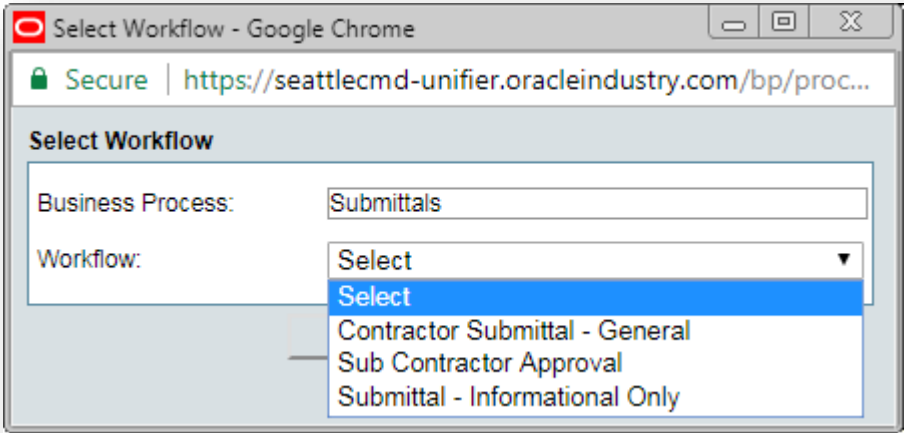 Select Workflow - Google Chrome
Secure | https://seattlecmd-unifier.oracleindustry.com/bp/proc...
Select Workflow
Business Process: Submittals
Workflow: Select
Select
Contractor Submittal - General
Sub Contractor Approval
Submittal - Informational Only